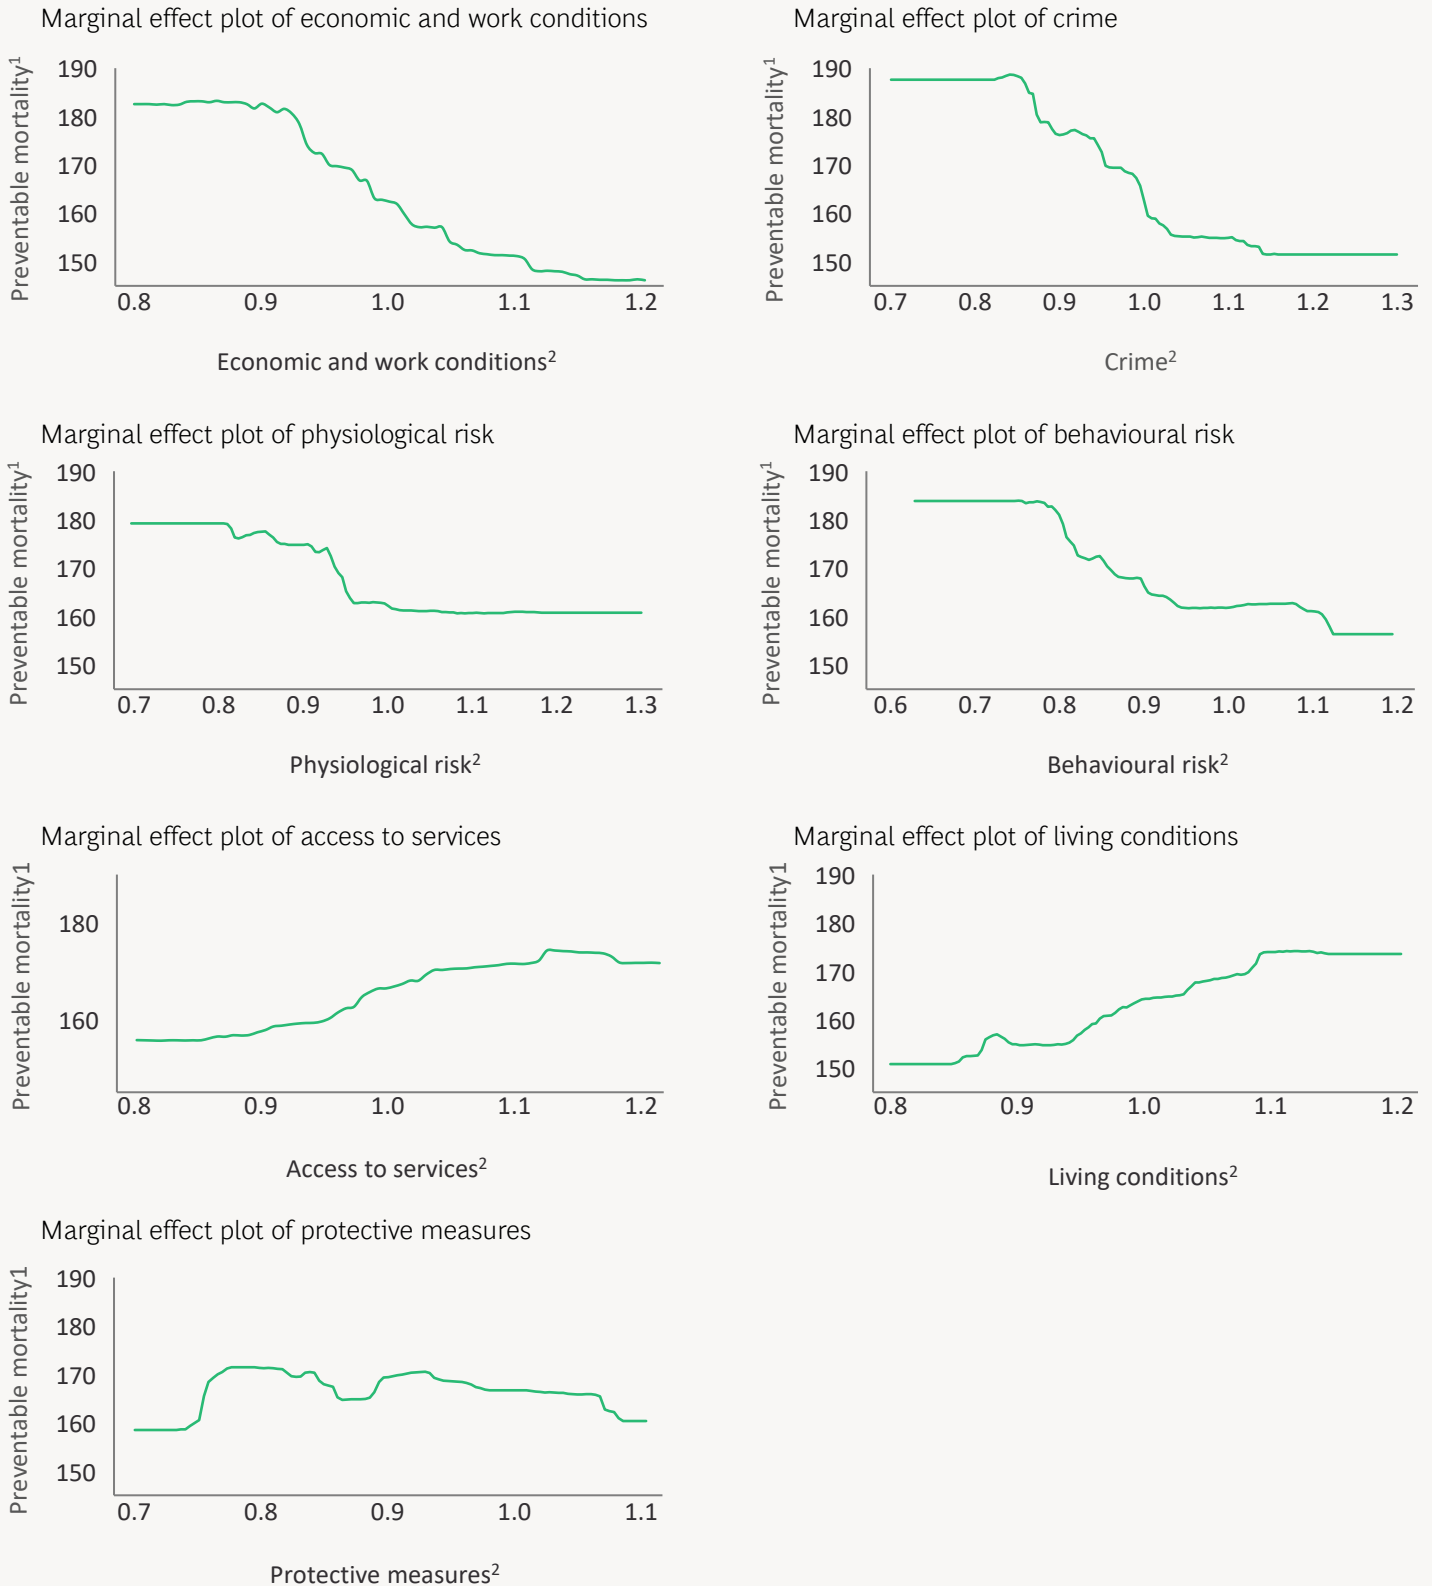 Marginal effect plot of economic and work conditions
Preventable mortality¹
190
180
170
160
150
0.8 0.9 1.0 1.1 1.2
Economic and work conditions²
Marginal effect plot of crime
Preventable mortality¹
190
180
170
160
150
0.7 0.8 0.9 1.0 1.1 1.2 1.3
Crime²
Marginal effect plot of physiological risk
Preventable mortality¹
190
180
170
160
150
0.7 0.8 0.9 1.0 1.1 1.2 1.3
Physiological risk²
Marginal effect plot of behavioural risk
Preventable mortality¹
190
180
170
160
150
0.6 0.7 0.8 0.9 1.0 1.1 1.2
Behavioural risk²
Marginal effect plot of access to services
Preventable mortality1
180
160
0.8 0.9 1.0 1.1 1.2
Access to services²
Marginal effect plot of living conditions
Preventable mortality1
190
180
170
160
150
0.8 0.9 1.0 1.1 1.2
Living conditions²
Marginal effect plot of protective measures
Preventable mortality1
190
180
170
160
150
0.7 0.8 0.9 1.0 1.1
Protective measures²